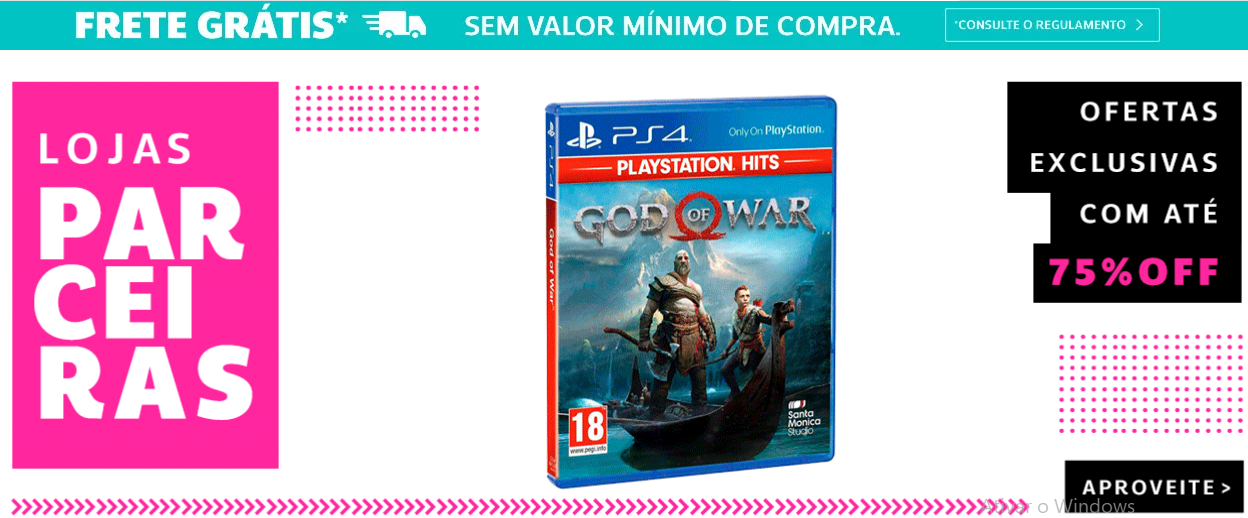 FRETE GRÁTIS*
SEM VALOR MÍNIMO DE COMPRA.
*CONSULTE O REGULAMENTO >
LOJAS
PAR
CEI
RAS
PS4
Only On PlayStation.
PLAYSTATION HITS
GOD OF WAR
PS4
God of War
18
www.pegi.info
Santa
Monica
Studio
OFERTAS
EXCLUSIVAS
COM ATÉ
75%OFF
APROVEITE >
Ativar o Windows